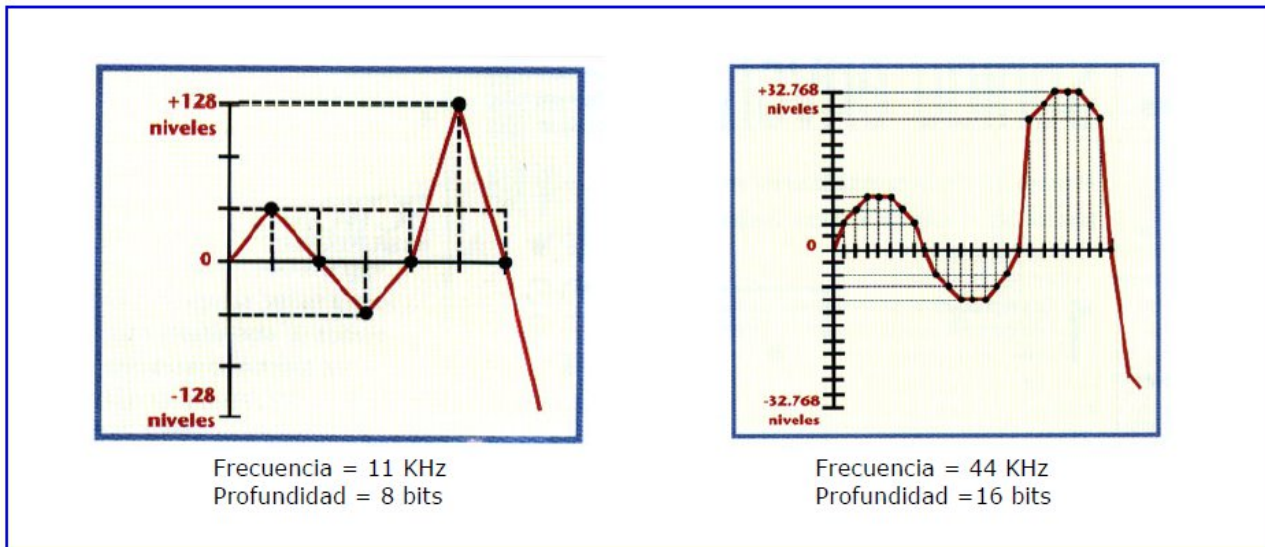 +128
niveles
0
-128
niveles
Frecuencia = 11 KHz
Profundidad = 8 bits
+32.768
niveles
0
-32.768
niveles
Frecuencia = 44 KHz
Profundidad =16 bits